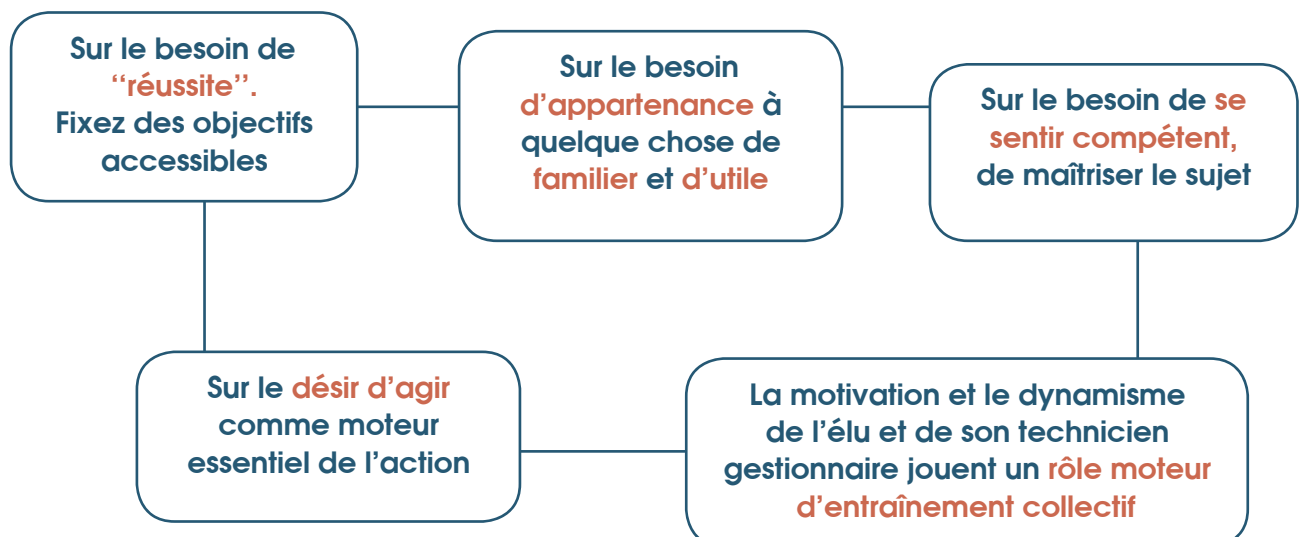 Sur le besoin de
‘‘réussite’’.
Fixez des objectifs
accessibles
Sur le besoin
d’appartenance à
quelque chose de
familier et d’utile
Sur le besoin de se
sentir compétent,
de maîtriser le sujet
Sur le désir d’agir
comme moteur
essentiel de l’action
La motivation et le dynamisme
de l’élu et de son technicien
gestionnaire jouent un rôle moteur
d’entraînement collectif